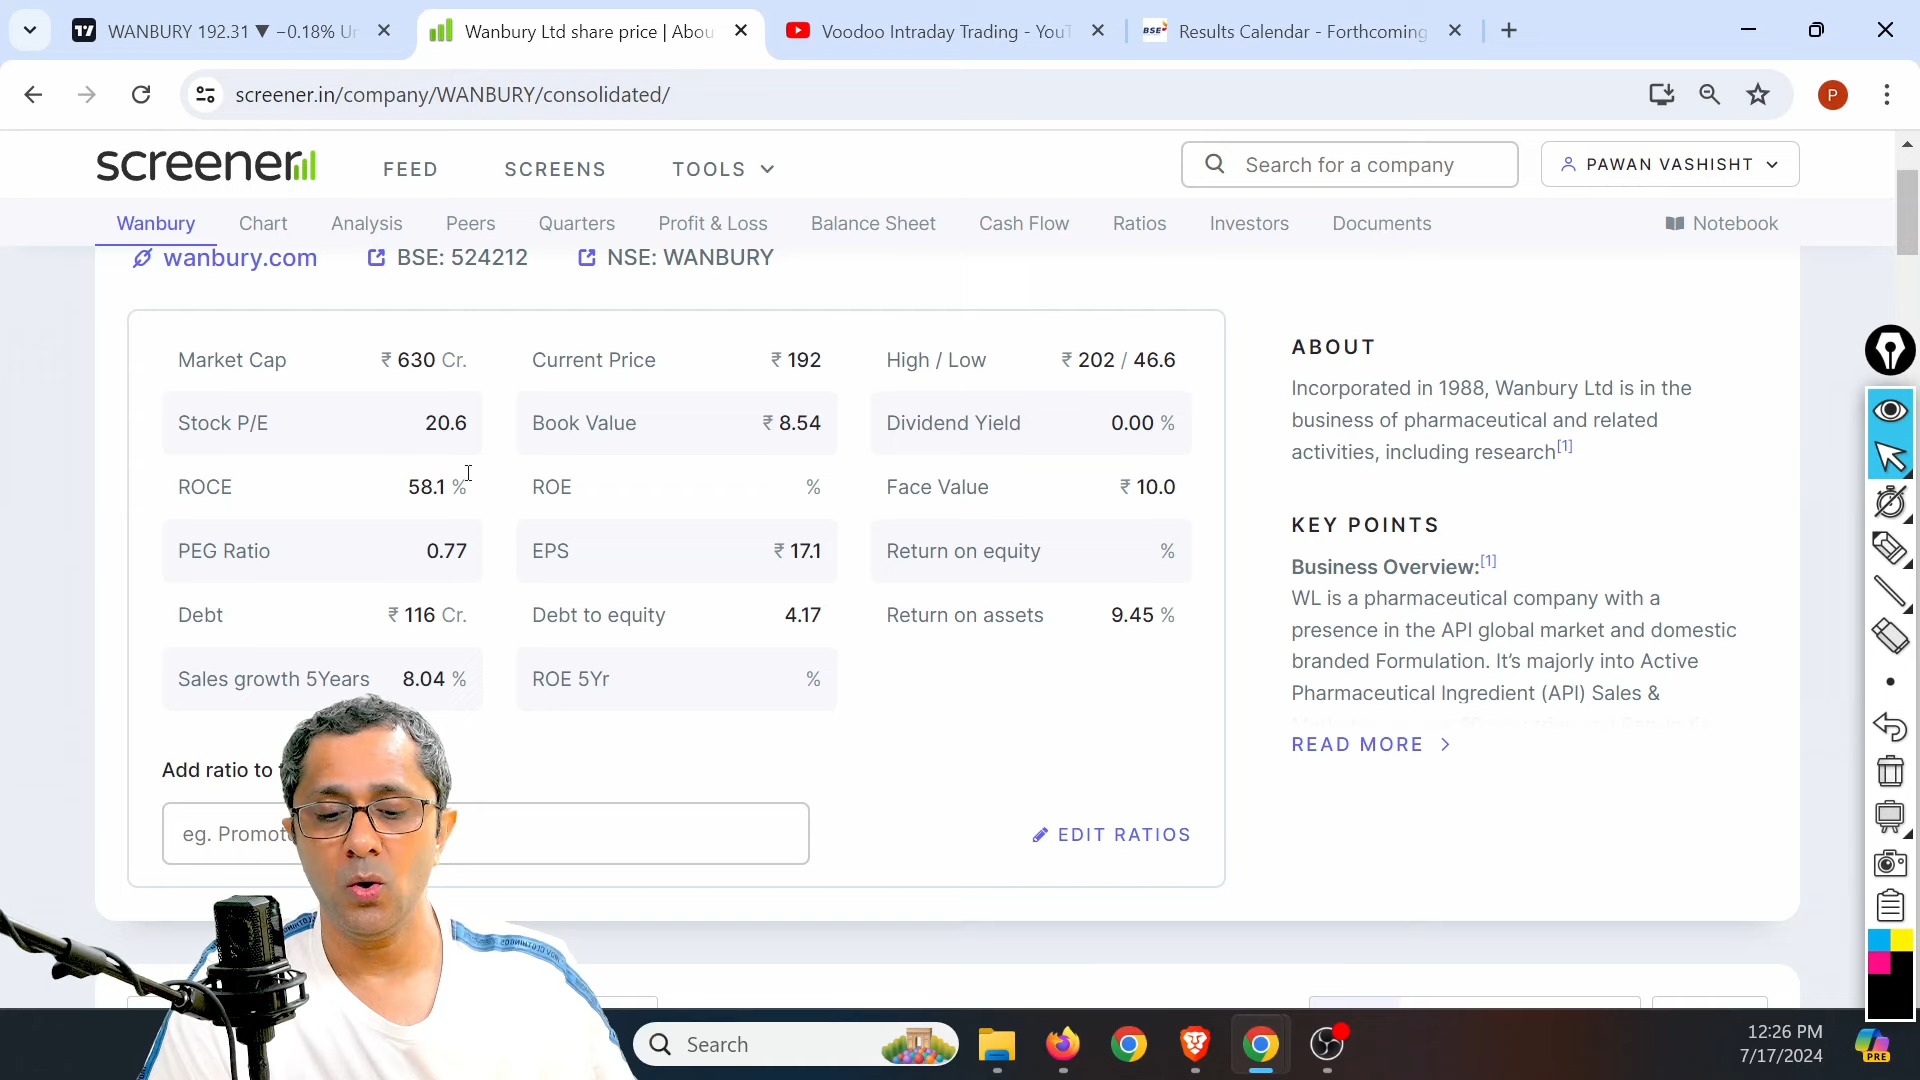 WANBURY 192.31 ▼ −0.18% Ur
Wanbury Ltd share price | Abou
Voodoo Intraday Trading - YouT
BSE
Results Calendar - Forthcoming
screener.in/company/WANBURY/consolidated/
P
screener
FEED
SCREENS
TOOLS
Search for a company
PAWAN VASHISHT
Wanbury
Chart
Analysis
Peers
Quarters
Profit & Loss
Balance Sheet
Cash Flow
Ratios
Investors
Documents
Notebook
wanbury.com
BSE: 524212
NSE: WANBURY
Market Cap ₹ 630 Cr.
Current Price ₹ 192
High / Low ₹ 202 / 46.6
Stock P/E 20.6
Book Value ₹ 8.54
Dividend Yield 0.00 %
ROCE 58.1 %
ROE %
Face Value ₹ 10.0
PEG Ratio 0.77
EPS ₹ 17.1
Return on equity %
Debt ₹ 116 Cr.
Debt to equity 4.17
Return on assets 9.45 %
Sales growth 5Years 8.04 %
ROE 5Yr %
Add ratio to
eg. Promot
EDIT RATIOS
ABOUT
Incorporated in 1988, Wanbury Ltd is in the
business of pharmaceutical and related
activities, including research[1]
KEY POINTS
Business Overview:[1]
WL is a pharmaceutical company with a
presence in the API global market and domestic
branded Formulation. It's majorly into Active
Pharmaceutical Ingredient (API) Sales &
READ MORE
Search
12:26 PM
7/17/2024
PRE